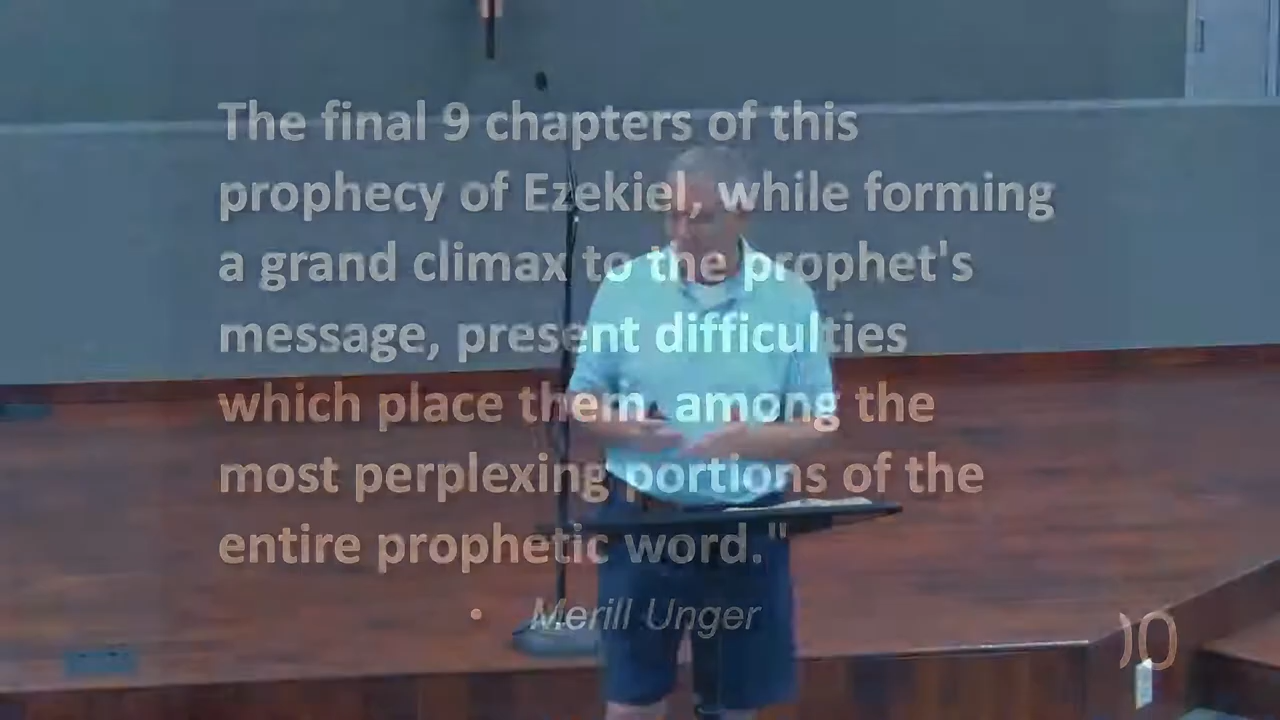 The final 9 chapters of this
prophecy of Ezekiel, while forming
a grand climax to the prophet's
message, present difficulties
which place them among the
most perplexing portions of the
entire prophetic word."
• Merill Unger